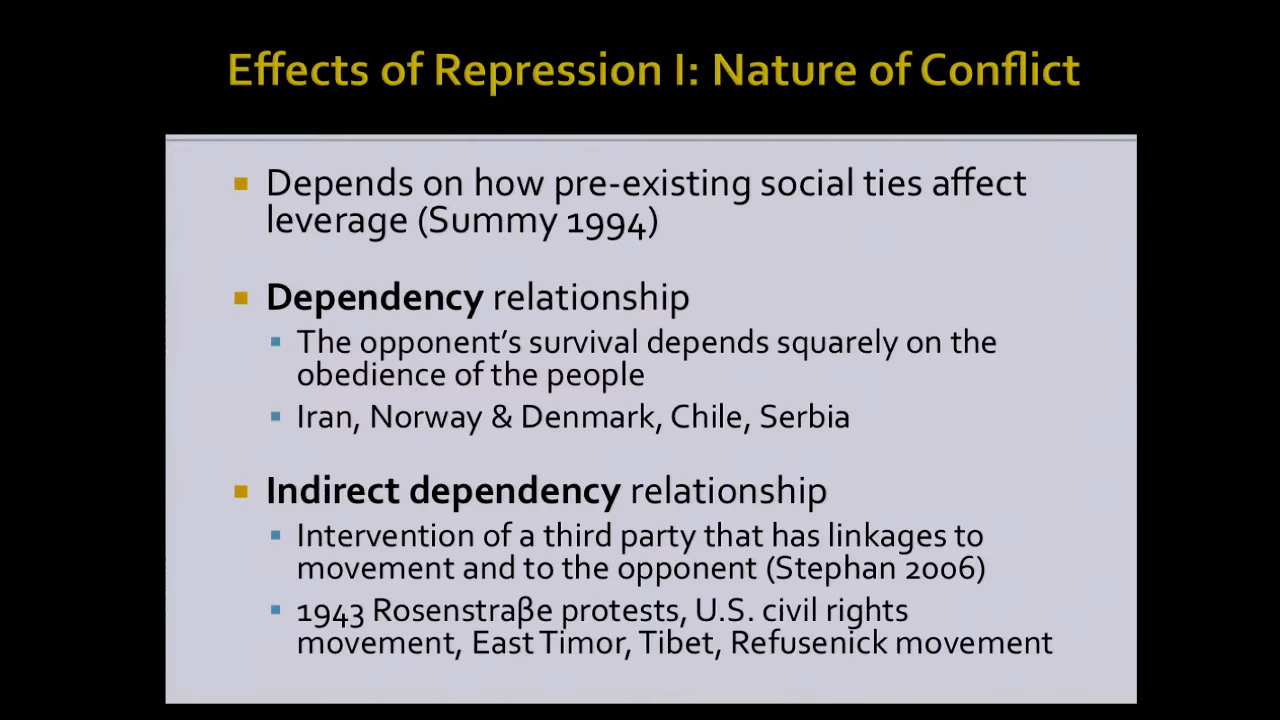 Effects of Repression I: Nature of Conflict
Depends on how pre-existing social ties affect
leverage (Summy 1994)
Dependency relationship
The opponent's survival depends squarely on the
obedience of the people
Iran, Norway & Denmark, Chile, Serbia
Indirect dependency relationship
Intervention of a third party that has linkages to
movement and to the opponent (Stephan 2006)
1943 Rosenstraβe protests, U.S. civil rights
movement, East Timor, Tibet, Refusenick movement